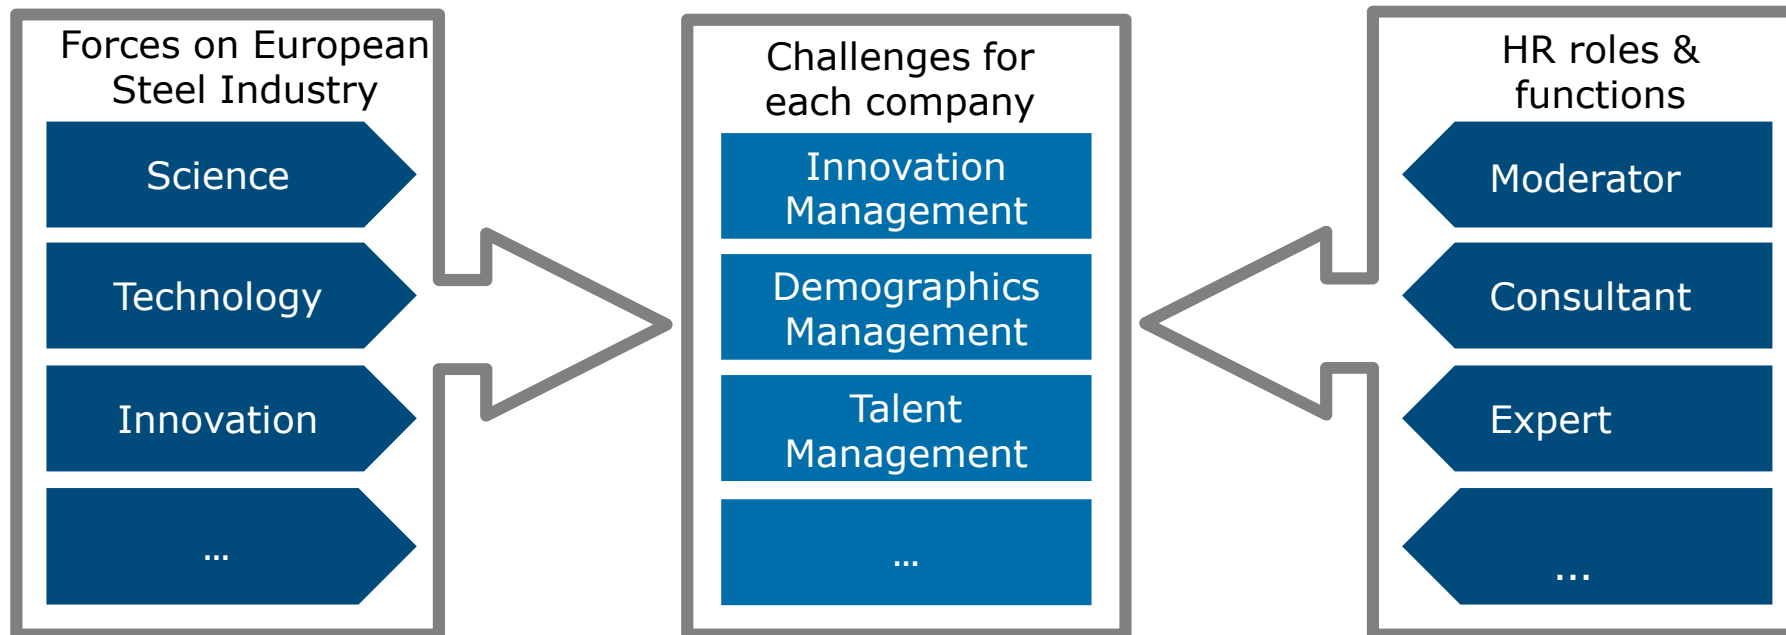 Forces on European
Steel Industry
Science
Technology
Innovation
...
Challenges for
each company
Innovation
Management
Demographics
Management
Talent
Management
...
HR roles &
functions
Moderator
Consultant
Expert
...